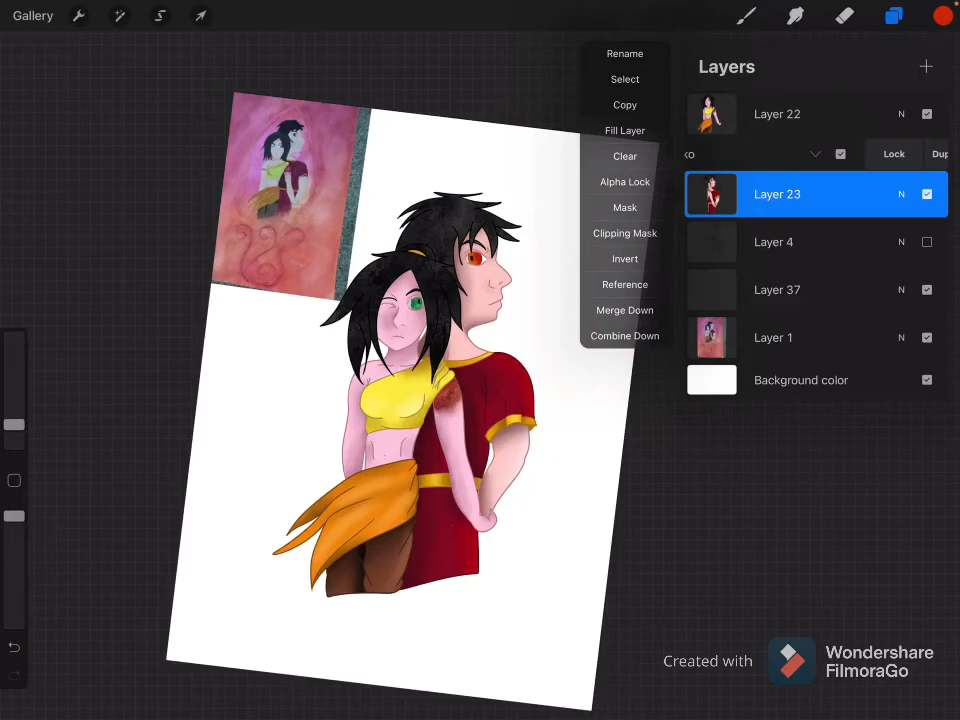 Gallery
Rename
Select
Copy
Fill Layer
Clear
Alpha Lock
Mask
Clipping Mask
Invert
Reference
Merge Down
Combine Down
Layers
Layer 22 N
Lock Dup
Layer 23 N
Layer 4 N
Layer 37 N
Layer 1 N
Background color
Created with
Wondershare
FilmoraGo